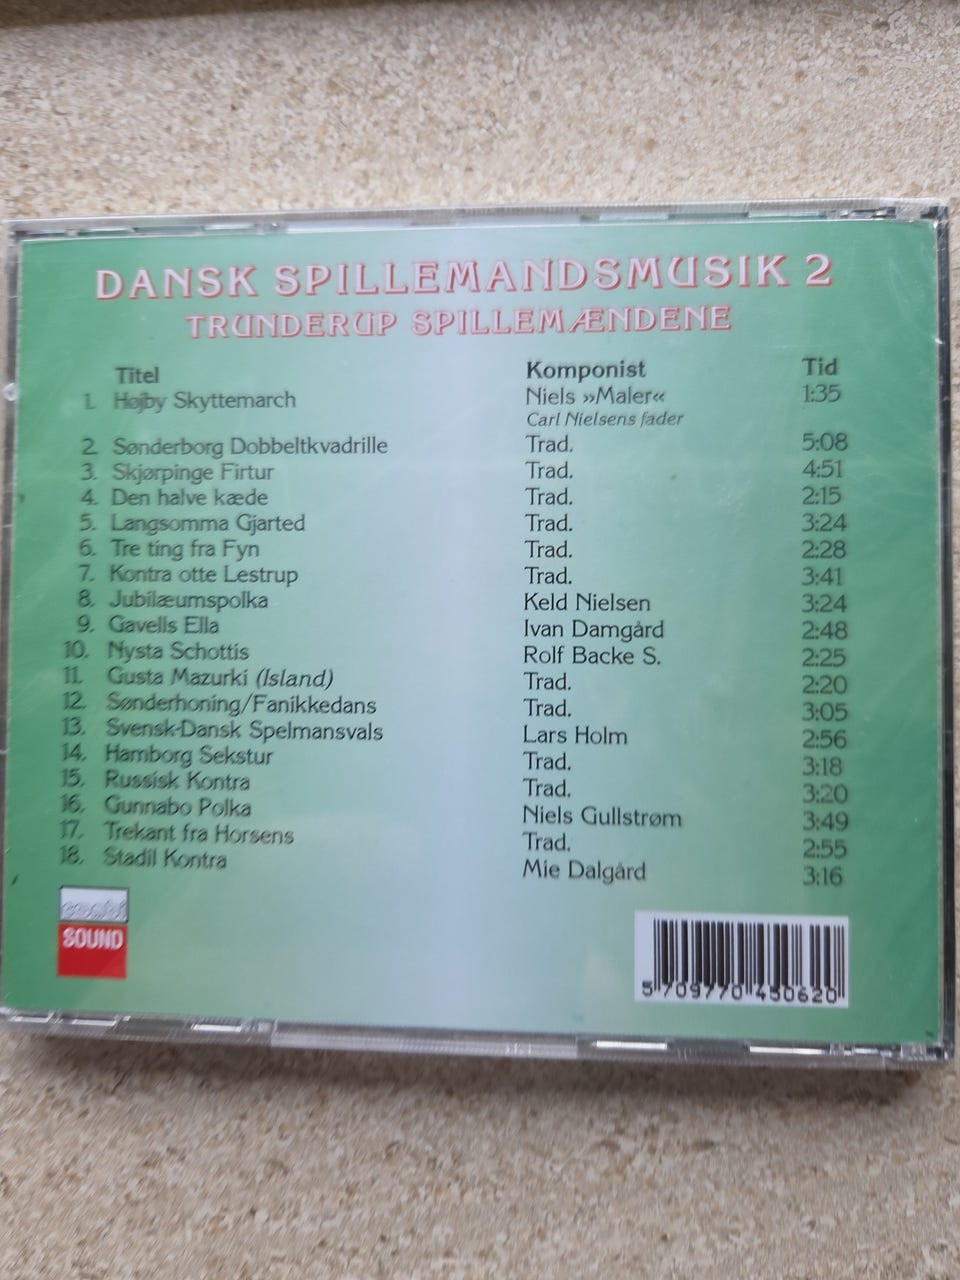 DANSK SPILLEMANDSMUSIK 2
TRUNDERUP SPILLEMÆNDENE
Titel Komponist Tid
1. Højby Skyttemarch Niels »Maler« 1:35
Carl Nielsens fader
2. Sønderborg Dobbeltkvadrille Trad. 5:08
3. Skjørpinge Firtur Trad. 4:51
4. Den halve kæde Trad. 2:15
5. Langsomma Gjarted Trad. 3:24
6. Tre ting fra Fyn Trad. 2:28
7. Kontra otte Lestrup Trad. 3:41
8. Jubilæumspolka Keld Nielsen 3:24
9. Gavells Ella Ivan Damgård 2:48
10. Nysta Schottis Rolf Backe S. 2:25
11. Gusta Mazurki (Island) Trad. 2:20
12. Sønderhoning/Fanikkedans Trad. 3:05
13. Svensk-Dansk Spelmansvals Lars Holm 2:56
14. Hamborg Sekstur Trad. 3:18
15. Russisk Kontra Trad. 3:20
16. Gunnabo Polka Niels Gullstrøm 3:49
17. Trekant fra Horsens Trad. 2:55
18. Stadil Kontra Mie Dalgård 3:16
SOUND
5 709770 450620